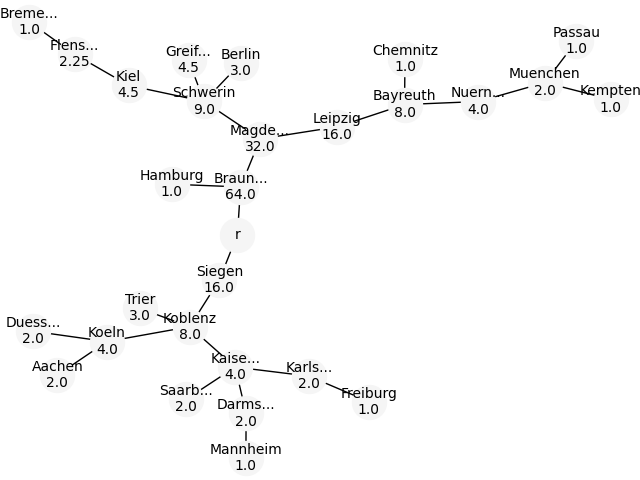 Breme...
1.0
Flens...
2.25
Kiel
4.5
Greif...
4.5
Berlin
3.0
Schwerin
9.0
Magde...
32.0
Leipzig
16.0
Chemnitz
1.0
Bayreuth
8.0
Nuern...
4.0
Passau
1.0
Muenchen
2.0
Kempten
1.0
Hamburg
1.0
Braun...
64.0
r
Siegen
16.0
Trier
3.0
Koblenz
8.0
Duess...
2.0
Koeln
4.0
Aachen
2.0
Kaise...
4.0
Karls...
2.0
Freiburg
1.0
Saarb...
2.0
Darms...
2.0
Mannheim
1.0